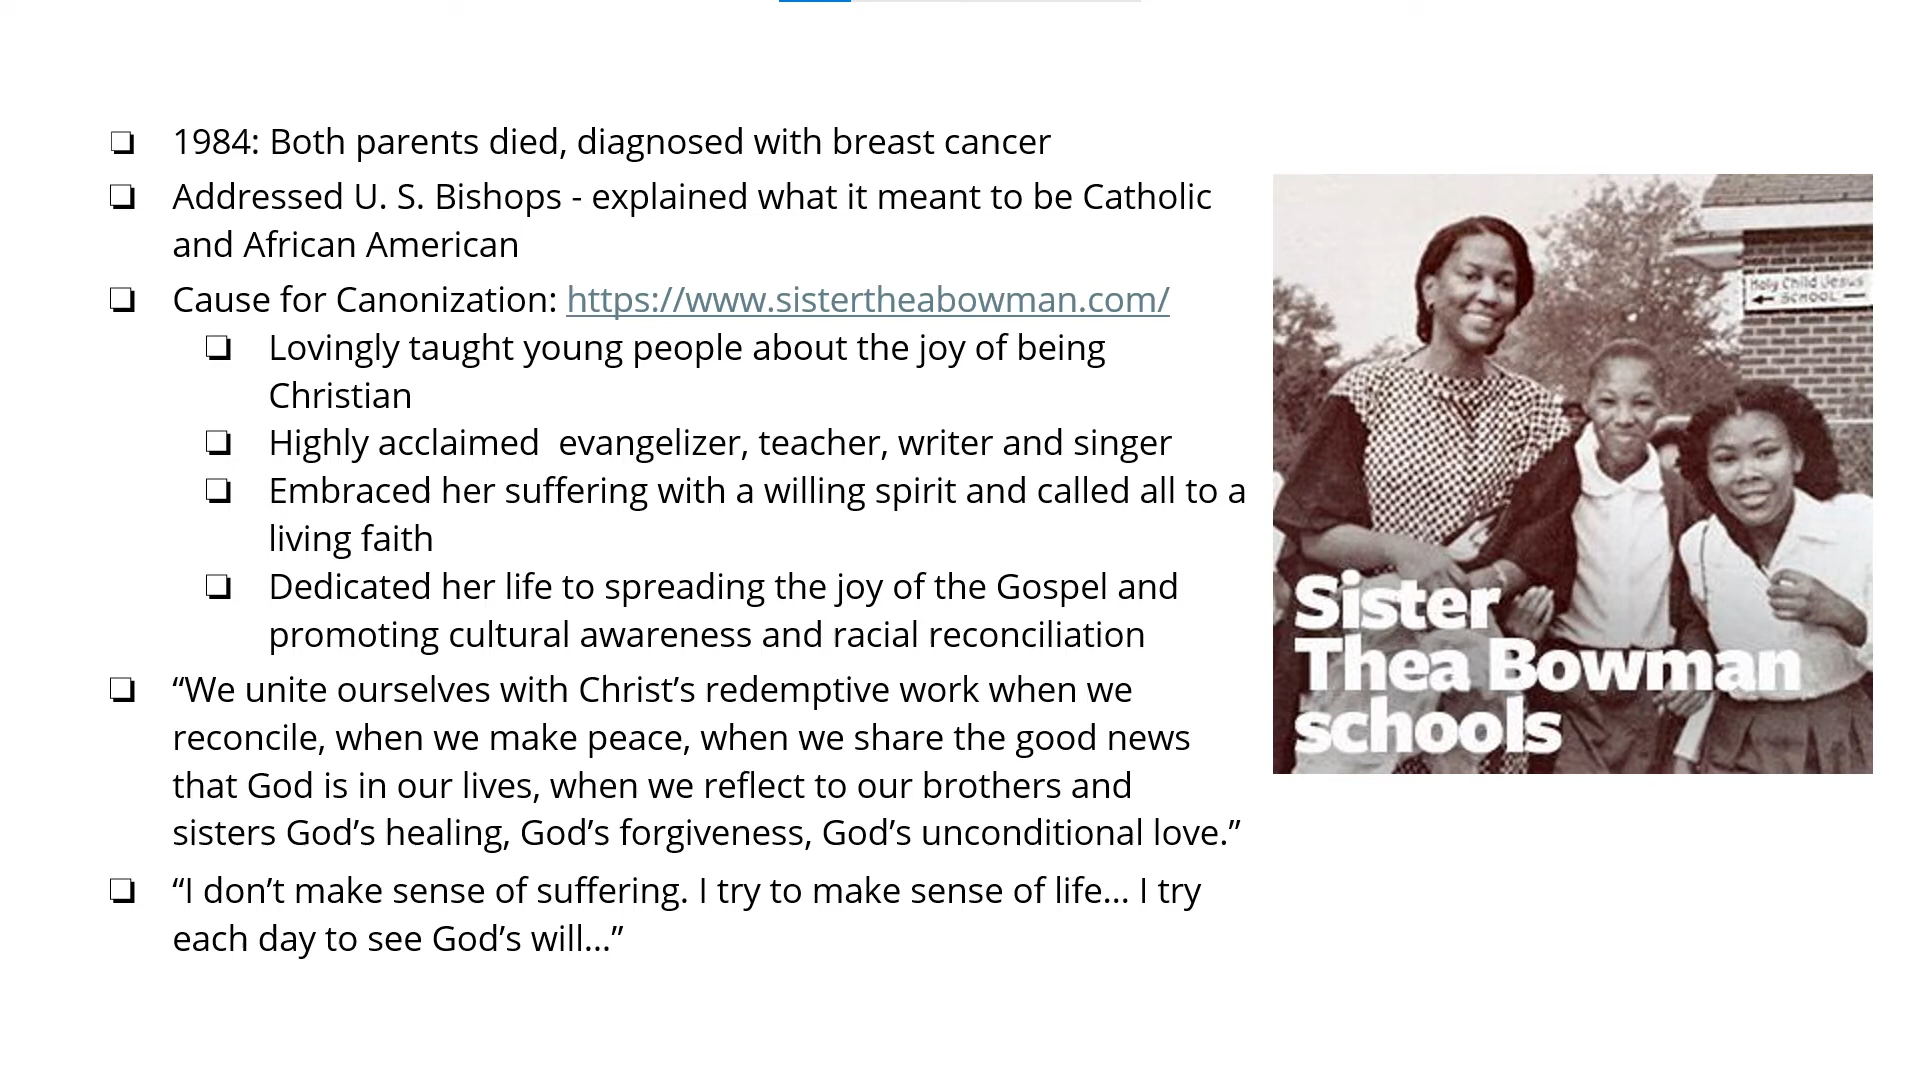 ❏ 1984: Both parents died, diagnosed with breast cancer
❏ Addressed U. S. Bishops - explained what it meant to be Catholic
and African American
❏ Cause for Canonization: https://www.sistertheabowman.com/
❏ Lovingly taught young people about the joy of being
Christian
❏ Highly acclaimed  evangelizer, teacher, writer and singer
❏ Embraced her suffering with a willing spirit and called all to a
living faith
❏ Dedicated her life to spreading the joy of the Gospel and
promoting cultural awareness and racial reconciliation
❏ “We unite ourselves with Christ’s redemptive work when we
reconcile, when we make peace, when we share the good news
that God is in our lives, when we reflect to our brothers and
sisters God’s healing, God’s forgiveness, God’s unconditional love.”
❏ “I don’t make sense of suffering. I try to make sense of life... I try
each day to see God’s will...”
Holy Child Jesus
SCHOOL
Sister
Thea Bowman
schools